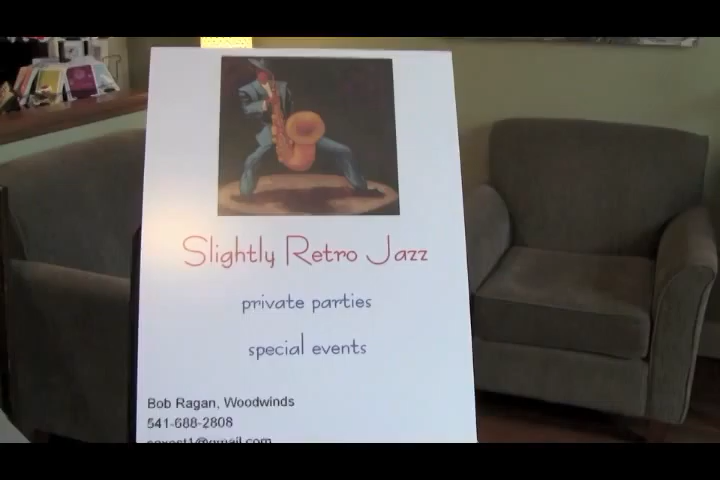 Slightly Retro Jazz
private parties
special events
Bob Ragan, Woodwinds
541-688-2808